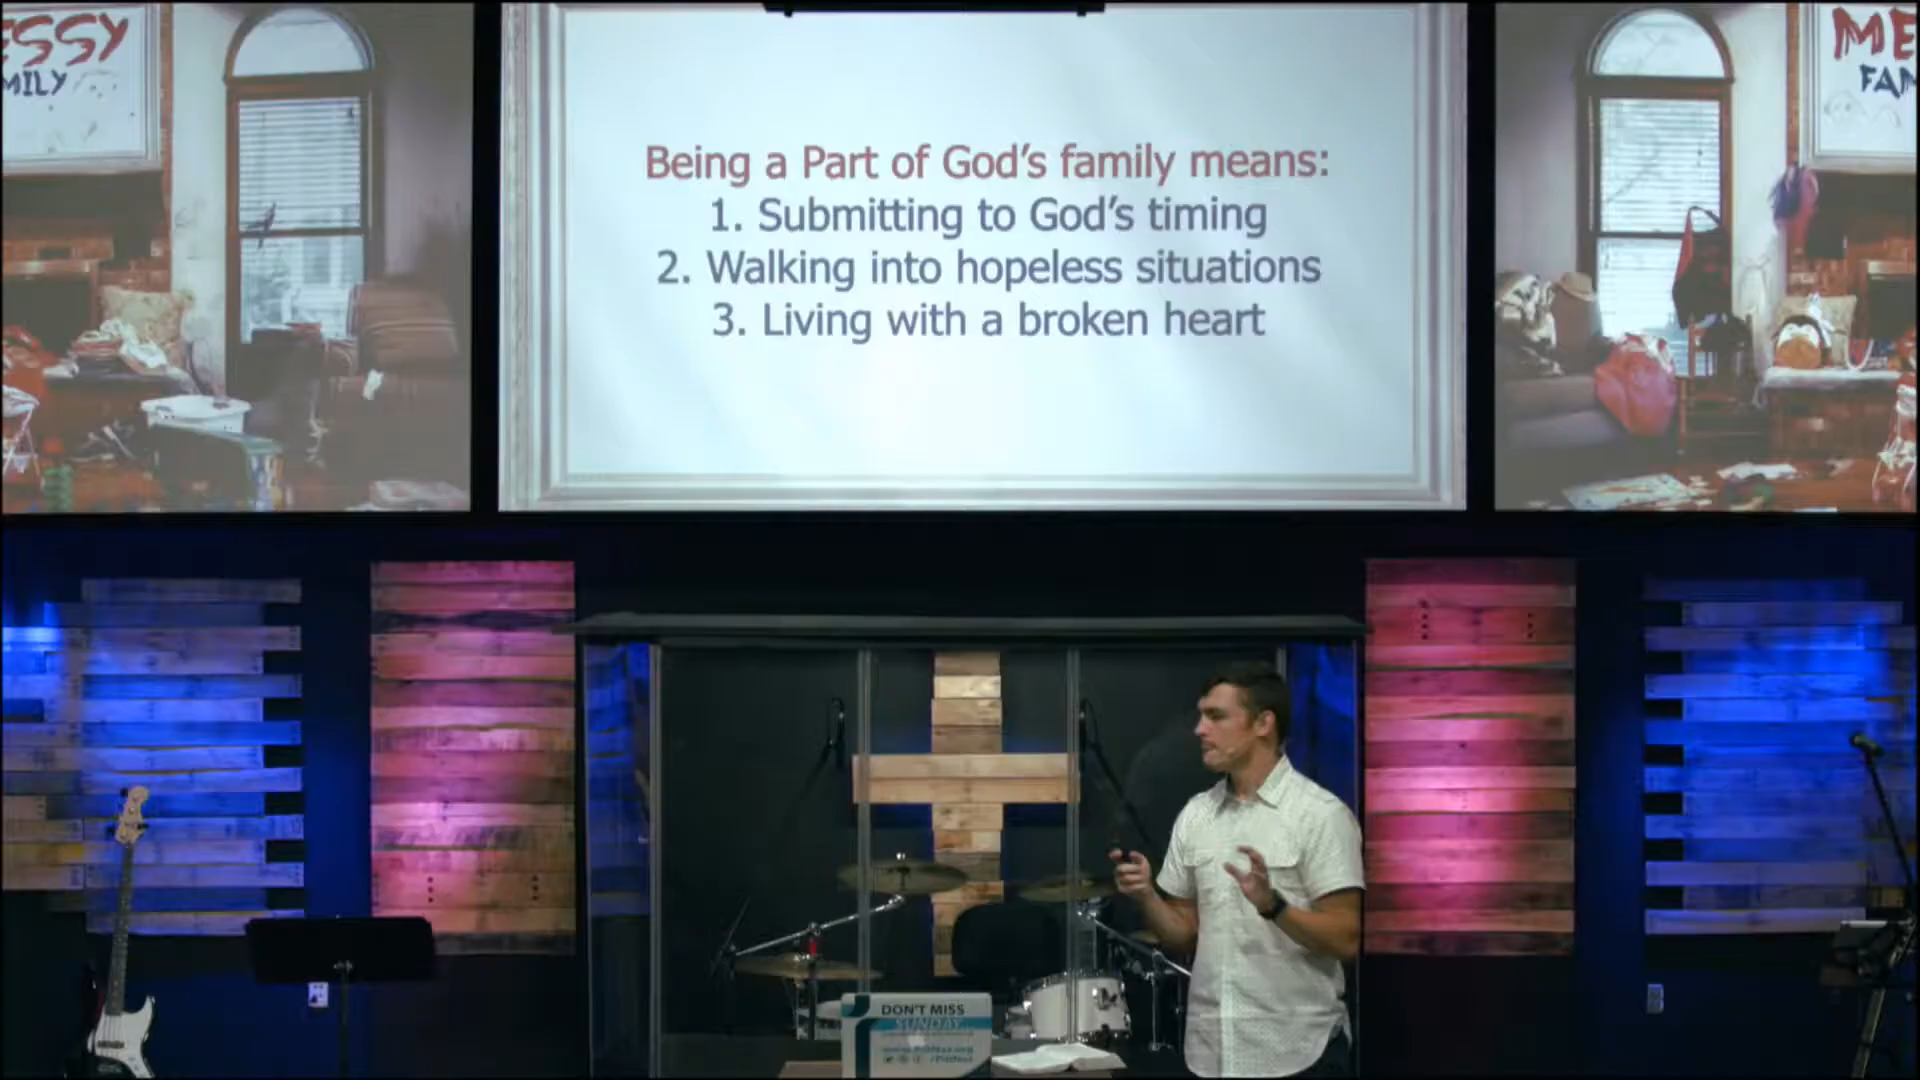 ESSY
MILY
Being a Part of God's family means:
1. Submitting to God's timing
2. Walking into hopeless situations
3. Living with a broken heart
ME
FAM
DON'T MISS
SUNDAY